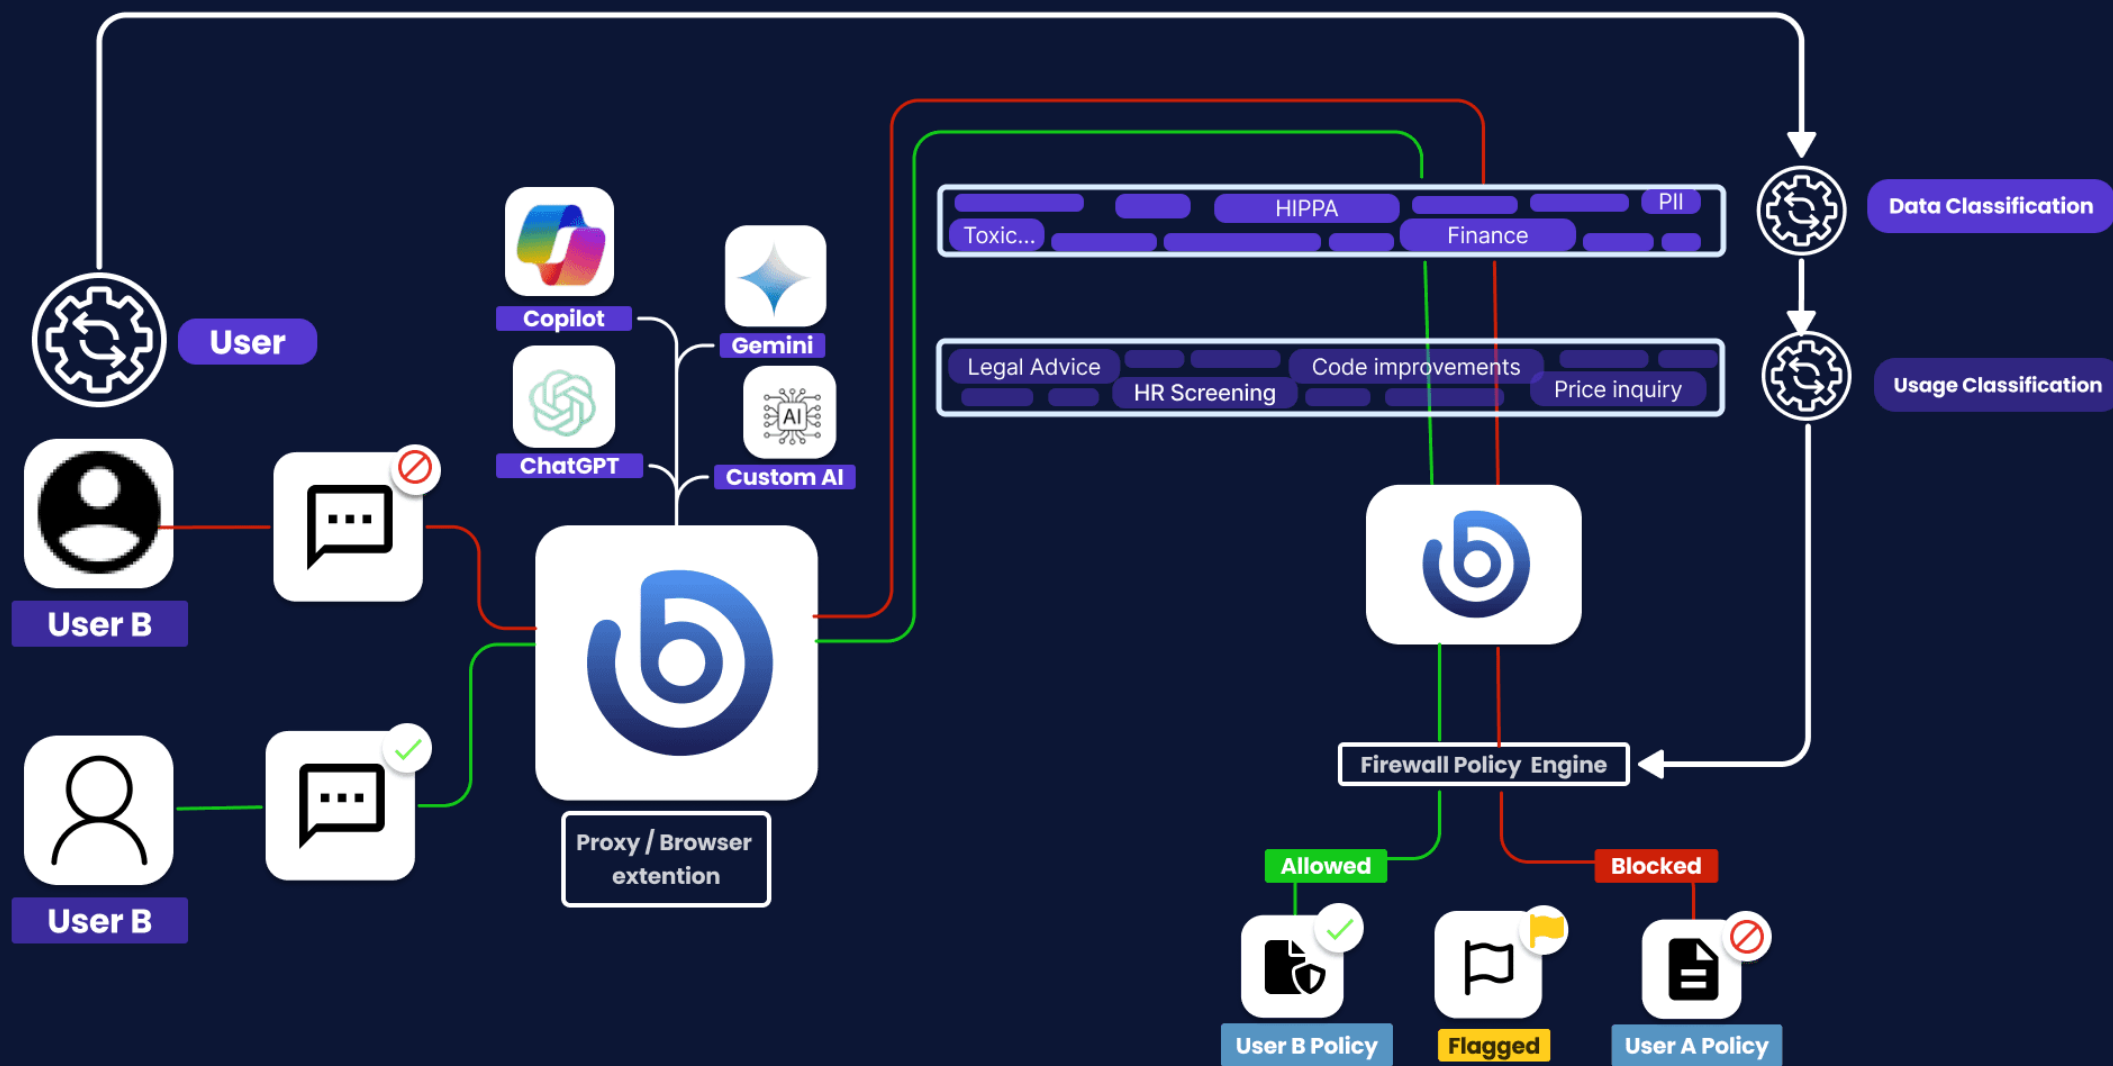 HIPPA
PII
Toxic...
Finance
Data Classification
User
Copilot
Gemini
Legal Advice
Code improvements
HR Screening
Price inquiry
Usage Classification
AI
ChatGPT
Custom AI
User B
Proxy / Browser
extention
User B
Firewall Policy Engine
Allowed
Blocked
User B Policy
Flagged
User A Policy